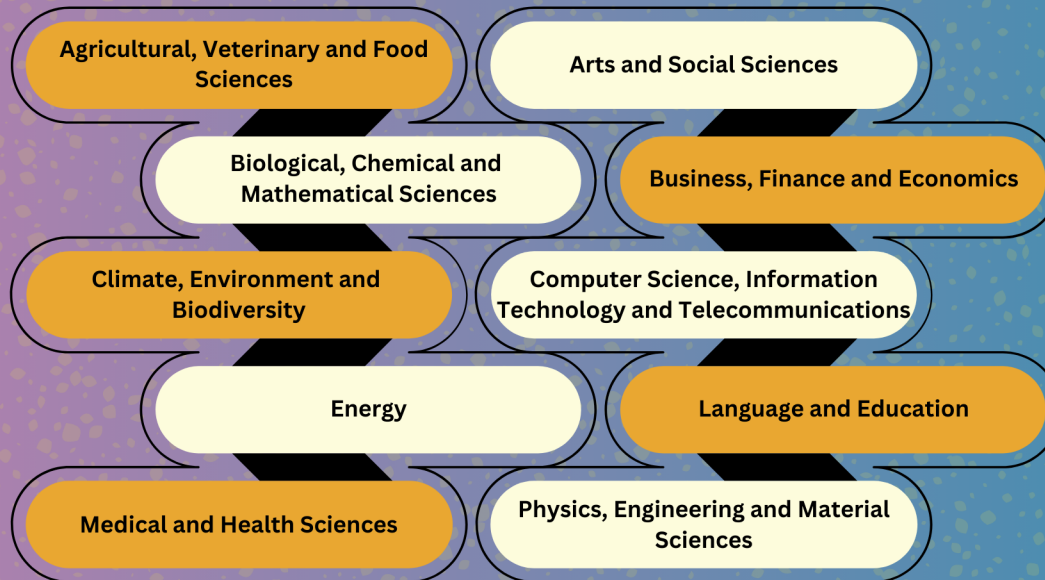 Agricultural, Veterinary and Food
Sciences
Arts and Social Sciences
Biological, Chemical and
Mathematical Sciences
Business, Finance and Economics
Climate, Environment and
Biodiversity
Computer Science, Information
Technology and Telecommunications
Energy
Language and Education
Medical and Health Sciences
Physics, Engineering and Material
Sciences